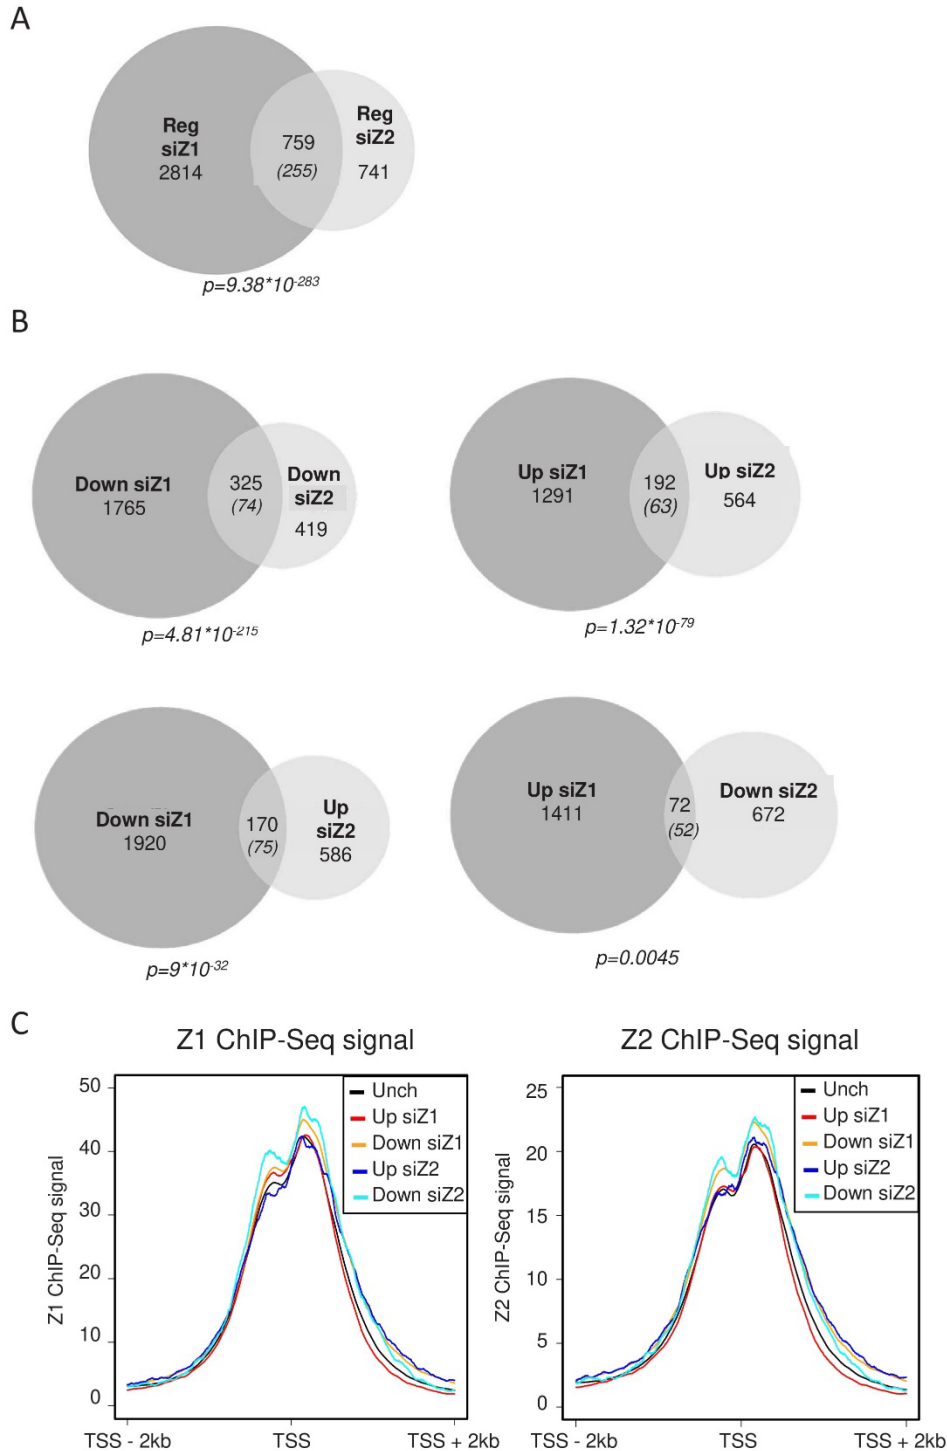 A
Reg
siZ1
2814
759
(255)
Reg
siZ2
741
p=9.38*10-283
B
Down siZ1
1765
325
(74)
Down
siZ2
419
p=4.81*10-215
Up siZ1
1291
192
(63)
Up siZ2
564
p=1.32*10-79
Down siZ1
1920
170
(75)
Up
siZ2
586
p=9*10-32
Up siZ1
1411
72
(52)
Down siZ2
672
p=0.0045
C
Z1 ChIP-Seq signal
Z1 ChIP-Seq signal
50
40
30
20
10
0
Unch
Up siZ1
Down siZ1
Up siZ2
Down siZ2
TSS - 2kb
TSS
TSS + 2kb
Z2 ChIP-Seq signal
Z2 ChIP-Seq signal
25
20
15
10
5
0
Unch
Up siZ1
Down siZ1
Up siZ2
Down siZ2
TSS - 2kb
TSS
TSS + 2kb